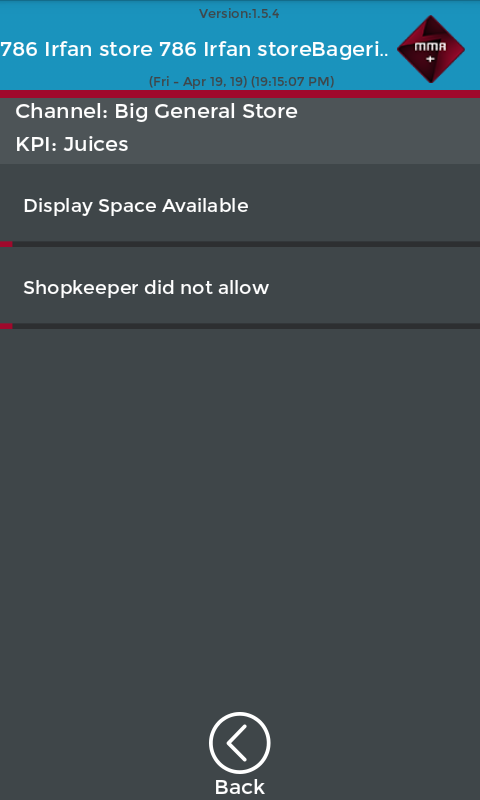 Version:1.5.4
786 Irfan store 786 Irfan storeBageri..
MMA
+
(Fri - Apr 19, 19) (19:15:07 PM)
Channel: Big General Store
KPI: Juices
Display Space Available
Shopkeeper did not allow
Back